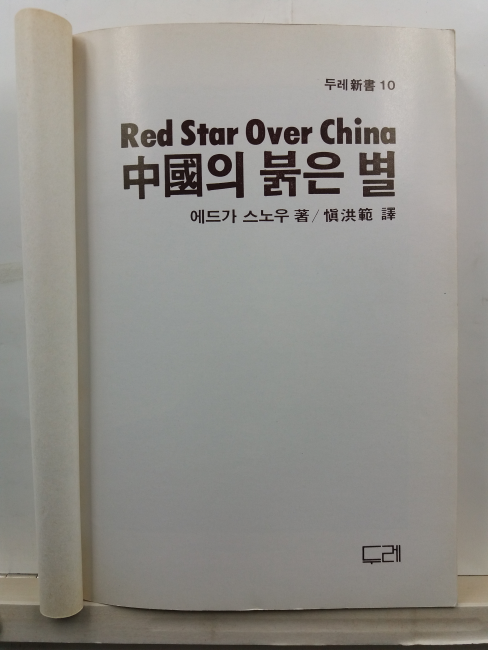 두레新書 10
Red Star Over China
中國의 붉은 별
에드가 스노우 著/愼洪範 譯
두레